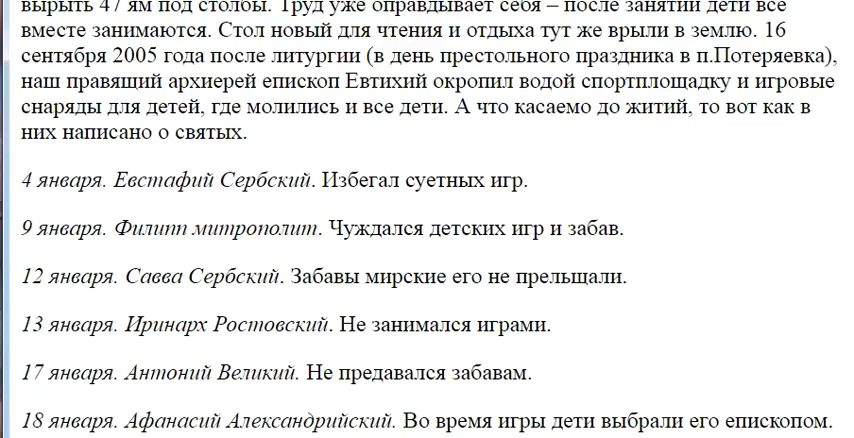 вырыть 47 ям под столбы. Труд уже оправдывает себя – после занятий дети все
вместе занимаются. Стол новый для чтения и отдыха тут же врыли в землю. 16
сентября 2005 года после литургии (в день престольного праздника в п.Потеряевка),
наш правящий архиерей епископ Евтихий окропил водой спортплощадку и игровые
снаряды для детей, где молились и все дети. А что касаемо до житий, то вот как в
них написано о святых.
4 января. Евстафий Сербский. Избегал суетных игр.
9 января. Филипп митрополит. Чуждался детских игр и забав.
12 января. Савва Сербский. Забавы мирские его не прельщали.
13 января. Иринарх Ростовский. Не занимался играми.
17 января. Антоний Великий. Не предавался забавам.
18 января. Афанасий Александрийский. Во время игры дети выбрали его епископом.